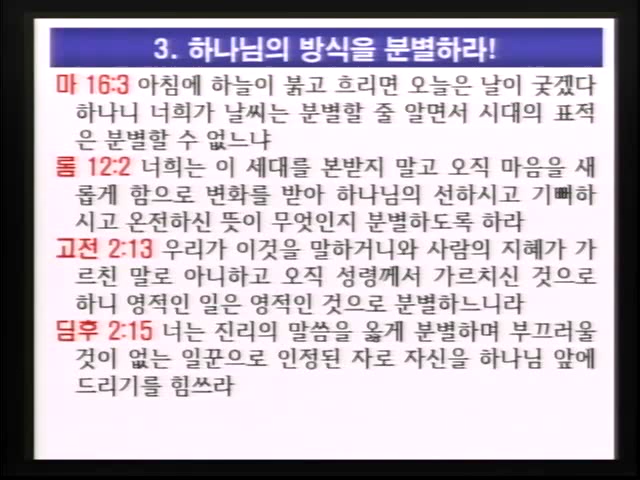 3. 하나님의 방식을 분별하라!
마 16:3 아침에 하늘이 붉고 흐리면 오늘은 날이 궂겠다
하나니 너희가 날씨는 분별할 줄 알면서 시대의 표적
은 분별할 수 없느냐
롬 12:2 너희는 이 세대를 본받지 말고 오직 마음을 새
롭게 함으로 변화를 받아 하나님의 선하시고 기뻐하
시고 온전하신 뜻이 무엇인지 분별하도록 하라
고전 2:13 우리가 이것을 말하거니와 사람의 지혜가 가
르친 말로 아니하고 오직 성령께서 가르치신 것으로
하니 영적인 일은 영적인 것으로 분별하느니라
딤후 2:15 너는 진리의 말씀을 옳게 분별하며 부끄러울
것이 없는 일꾼으로 인정된 자로 자신을 하나님 앞에
드리기를 힘쓰라